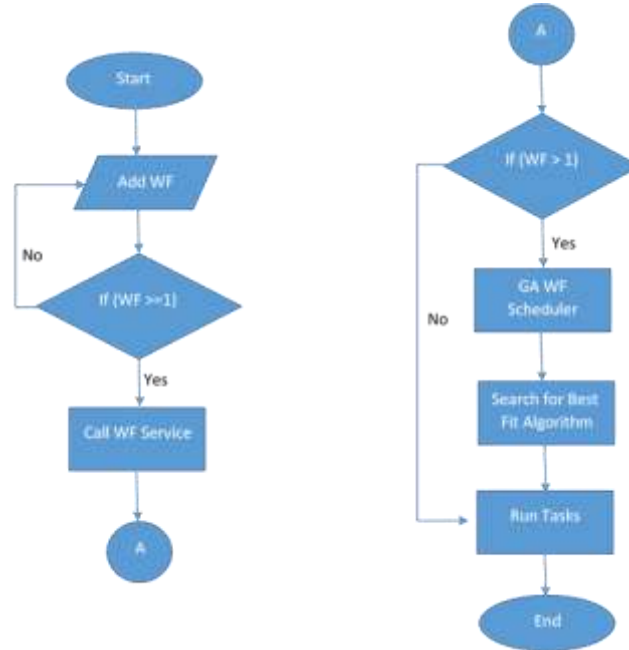 Start
Add WF
No
If (WF >=1)
Yes
Call WF Service
A
A
If (WF > 1)
Yes
GA WF
Scheduler
No
Search for Best
Fit Algorithm
Run Tasks
End